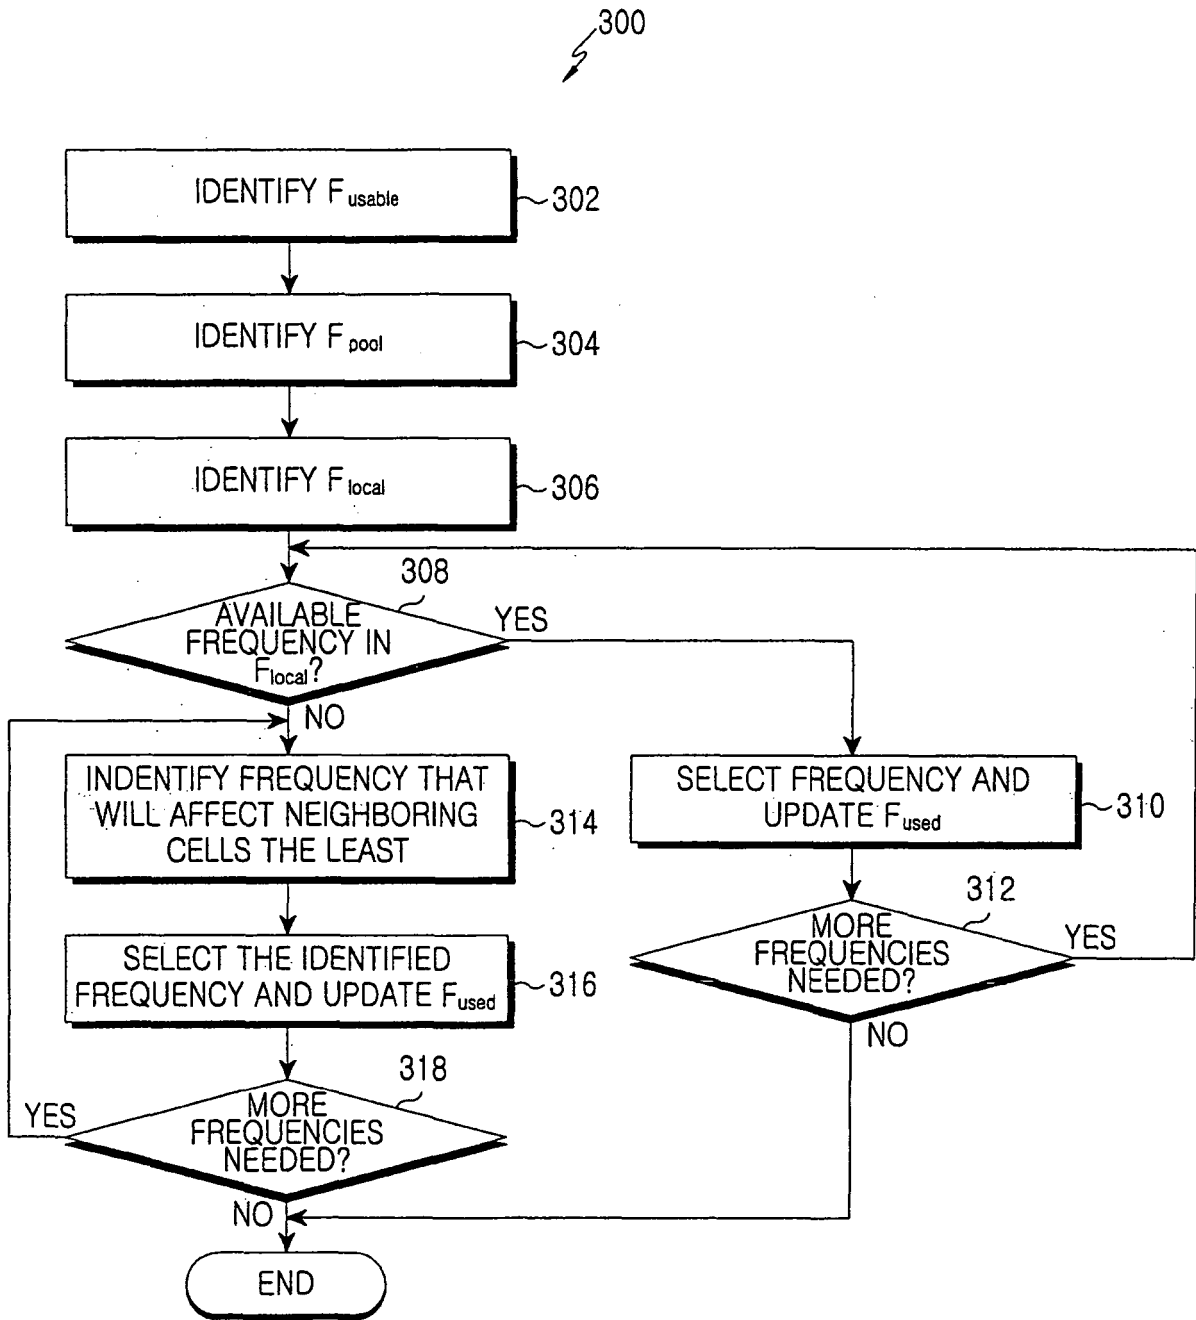 300
IDENTIFY Fusable
302
IDENTIFY Fpool
304
IDENTIFY Flocal
306
308
AVAILABLE
FREQUENCY IN
Flocal?
YES
NO
INDENTIFY FREQUENCY THAT
WILL AFFECT NEIGHBORING
CELLS THE LEAST
314
SELECT FREQUENCY AND
UPDATE Fused
310
312
MORE
FREQUENCIES
NEEDED?
YES
NO
SELECT THE IDENTIFIED
FREQUENCY AND UPDATE Fused
316
318
MORE
FREQUENCIES
NEEDED?
YES
NO
END